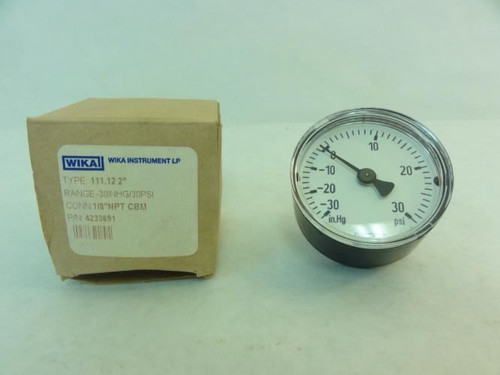 WIKA WIKA INSTRUMENT LP
TYPE: 111.12 2"
RANGE -30INHG/30PSI
CONN 1/8"NPT CBM
P/N 4233691
0 10
-10 20
-20
-30 30
in.Hg psi